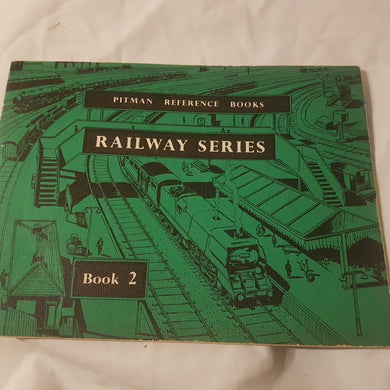 PITMAN REFERENCE BOOKS
RAILWAY SERIES
Book 2